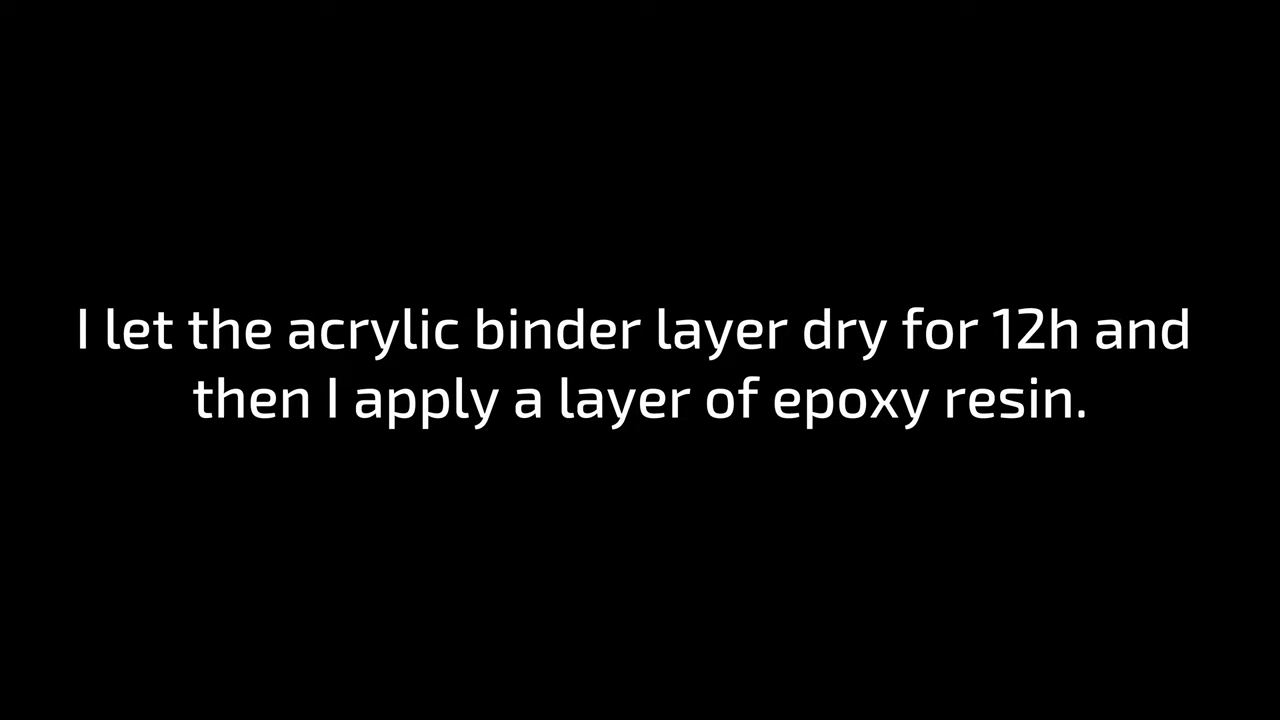 I let the acrylic binder layer dry for 12h and
then I apply a layer of epoxy resin.